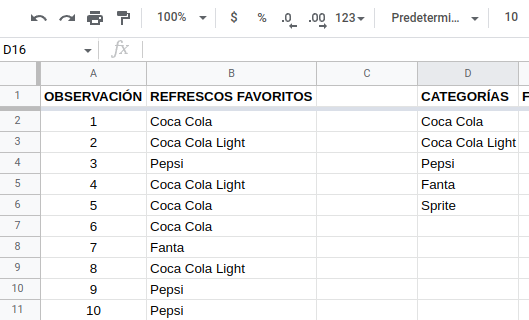 100% $ % .0 .00 123 Predetermi... 10
D16 fx
A B C D
1 OBSERVACIÓN REFRESCOS FAVORITOS CATEGORÍAS F
2 1 Coca Cola Coca Cola
3 2 Coca Cola Light Coca Cola Light
4 3 Pepsi Pepsi
5 4 Coca Cola Light Fanta
6 5 Coca Cola Sprite
7 6 Coca Cola
8 7 Fanta
9 8 Coca Cola Light
10 9 Pepsi
11 10 Pepsi